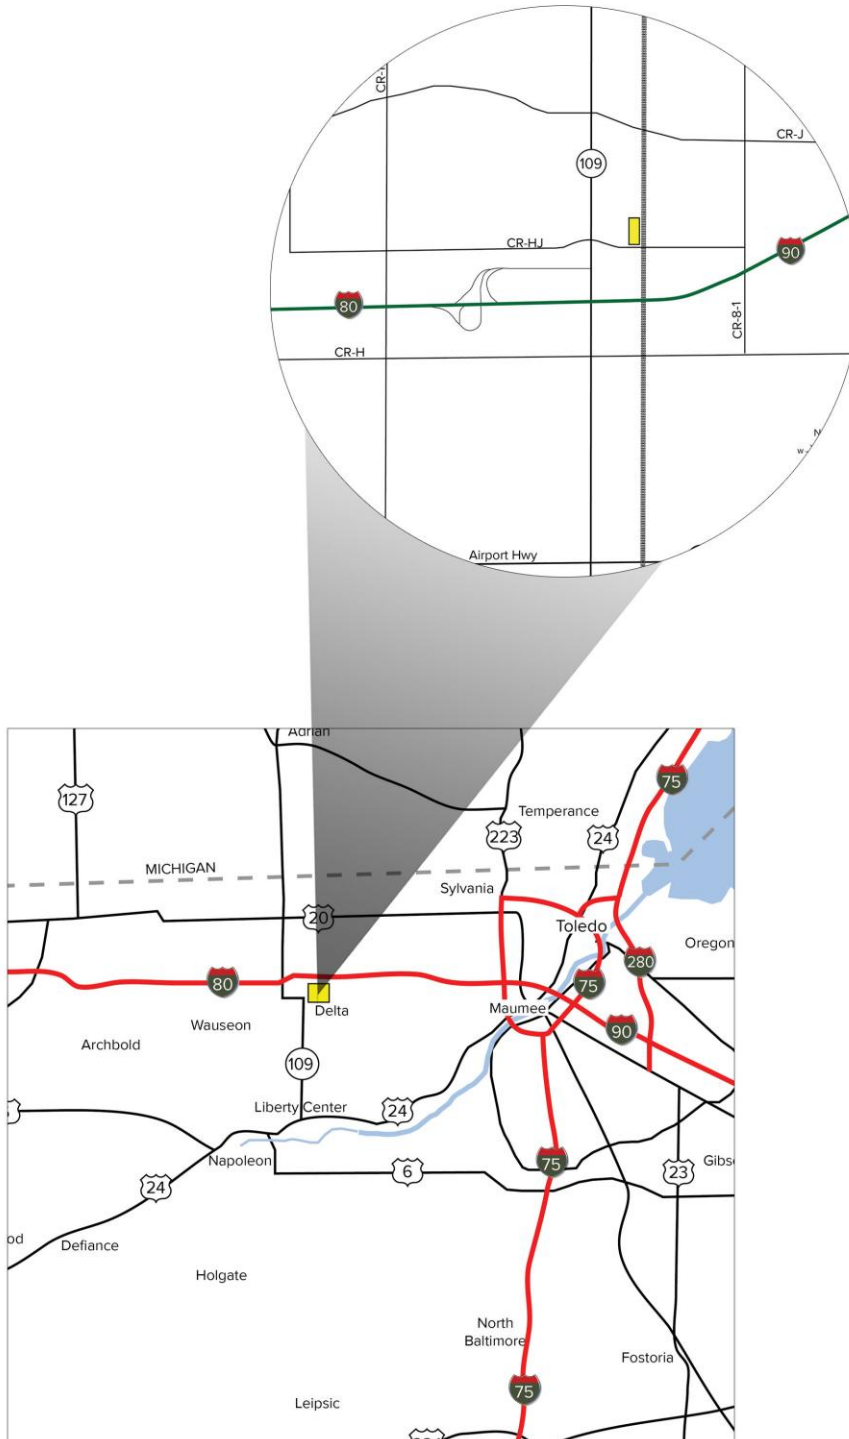 CR-J
109
CR-HJ
90
80
CR-8-1
CR-H
N
W
Airport Hwy
Adrian
75
127
Temperance
223
24
MICHIGAN
Sylvania
20
Toledo
Oregon
280
80
75
Delta
Maumee
Wauseon
90
Archbold
109
Liberty Center
24
Napoleon
75
6
23
24
Defiance
Holgate
North
Baltimore
Fostoria
75
Leipsic